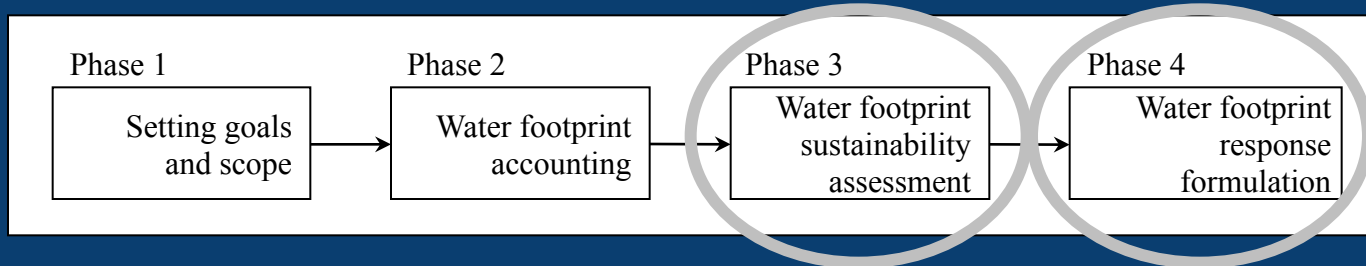 Phase 1
Setting goals
and scope
Phase 2
Water footprint
accounting
Phase 3
Water footprint
sustainability
assessment
Phase 4
Water footprint
response
formulation